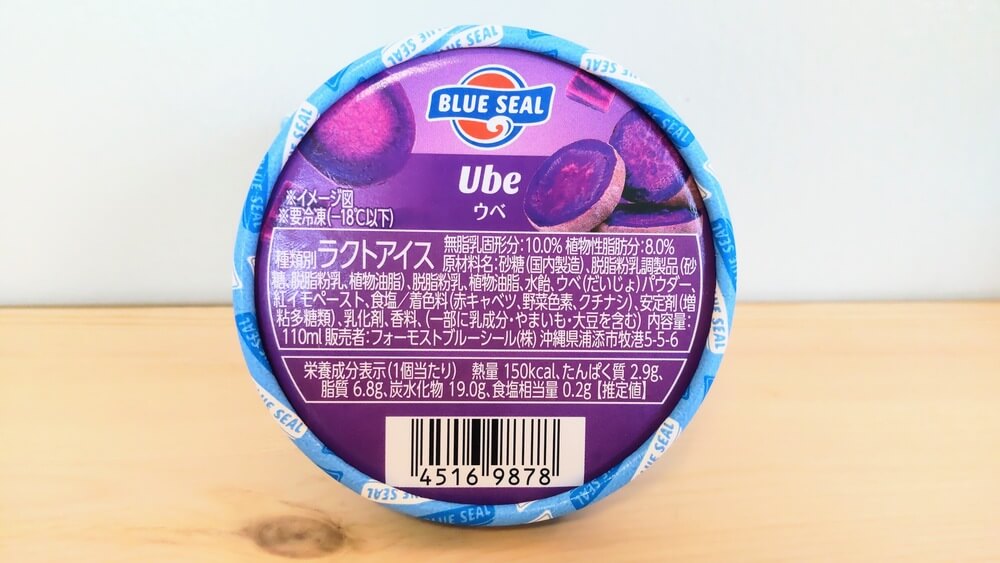 BLUE SEAL
Ube
ウベ
※イメージ図
※要冷凍(−18℃以下)
種類別 ラクトアイス 無脂乳固形分:10.0% 植物性脂肪分:8.0%
原材料名:砂糖(国内製造)、脱脂粉乳調製品(砂
糖、脱脂粉乳、植物油脂)、脱脂粉乳、植物油脂、水飴、ウベ(だいじょ)パウダー、
紅イモペースト、食塩/着色料(赤キャベツ、野菜色素、クチナシ)、安定剤(増
粘多糖類)、乳化剤、香料、(一部に乳成分・やまいも・大豆を含む) 内容量:
110ml 販売者:フォーモストブルーシール(株) 沖縄県浦添市牧港5-5-6
栄養成分表示(1個当たり) 熱量 150kcal、たんぱく質 2.9g、
脂質 6.8g、炭水化物 19.0g、食塩相当量 0.2g【推定値】
4516 9878
BLUE SEAL
BLUE SEAL
BLUE SEAL
BLUE SEAL